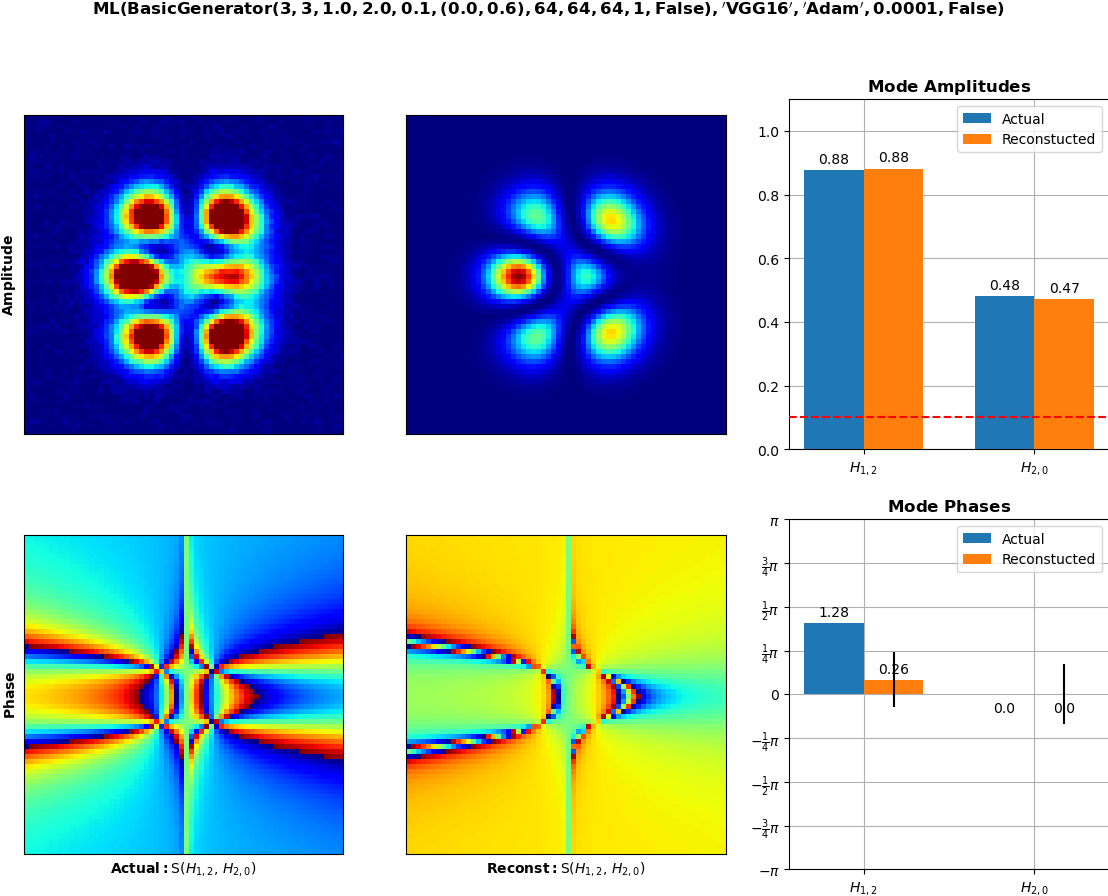 ML(BasicGenerator(3, 3, 1.0, 2.0, 0.1, (0.0, 0.6), 64, 64, 64, 1, False), ′VGG16′, ′Adam′, 0.0001, False)
Amplitude
Mode Amplitudes
Actual
Reconstucted
0.88
0.88
0.48
0.47
1.0
0.8
0.6
0.4
0.2
0.0
H1, 2
H2, 0
Phase
Actual: S(H1, 2, H2, 0)
Reconst: S(H1, 2, H2, 0)
Mode Phases
Actual
Reconstucted
1.28
0.26
0.0
0.0
π
3/4π
1/2π
1/4π
0
−1/4π
−1/2π
−3/4π
−π
H1, 2
H2, 0